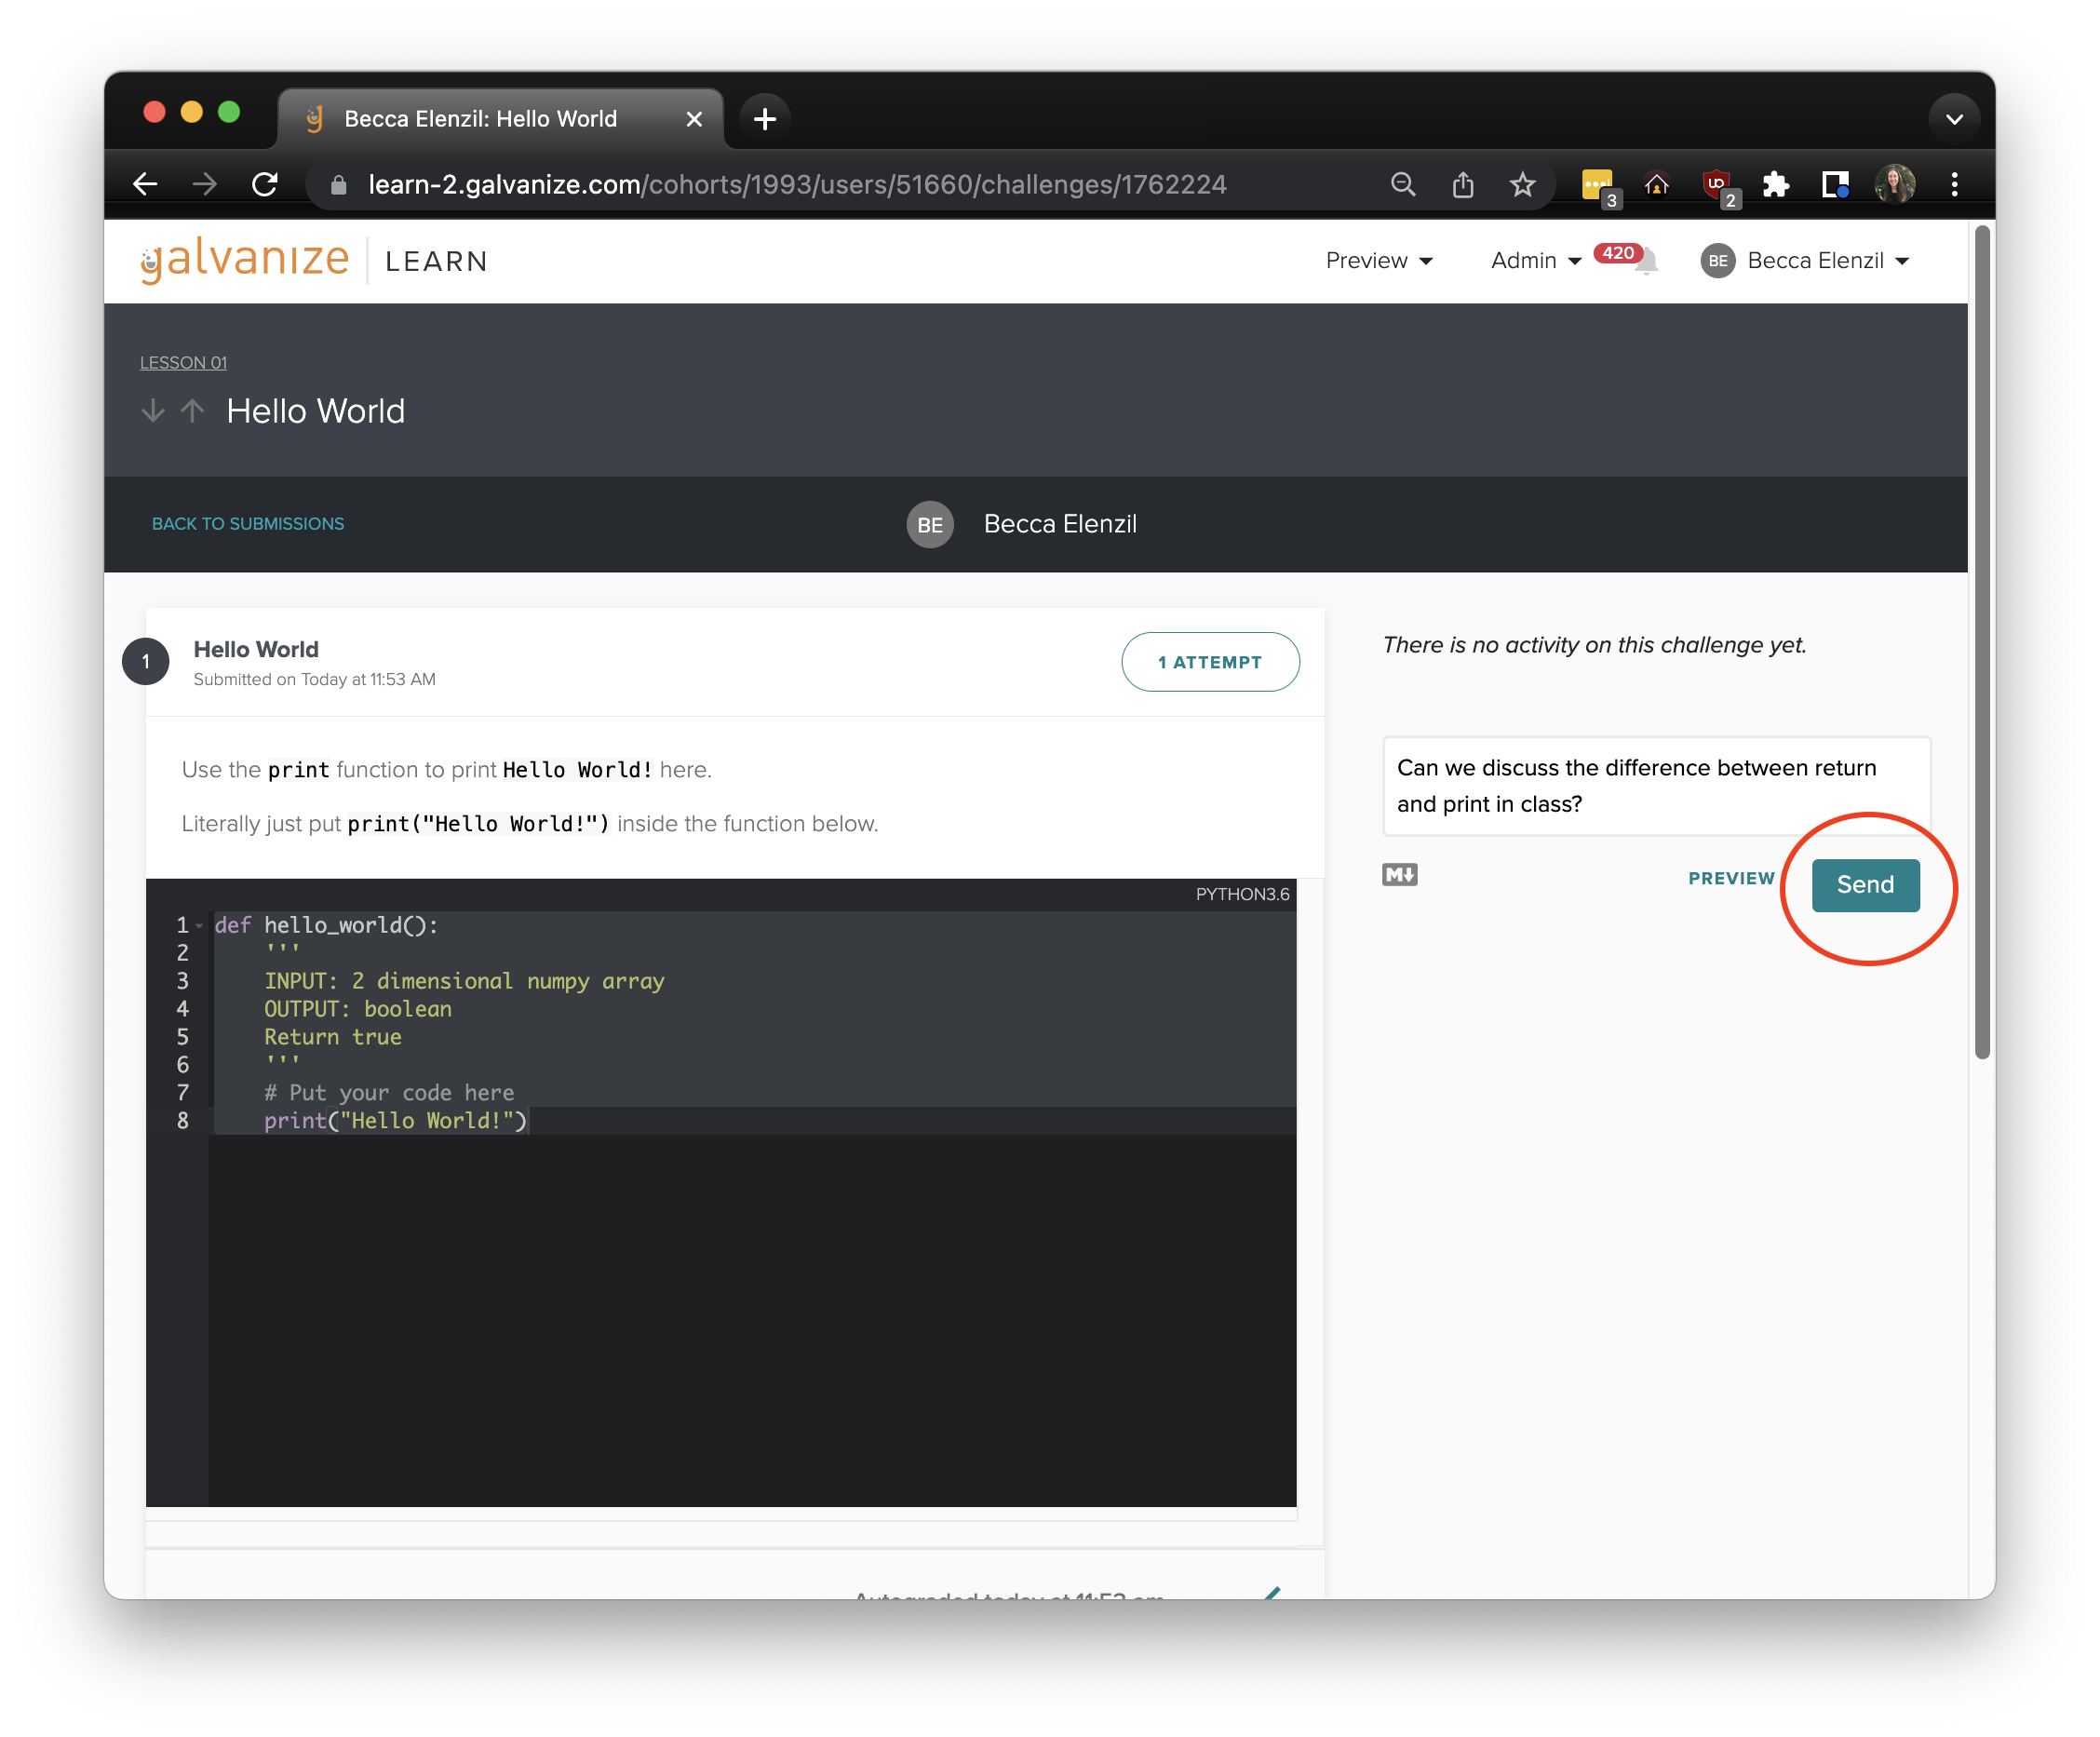 Becca Elenzil: Hello World
learn-2.galvanize.com/cohorts/1993/users/51660/challenges/1762224
3
2
galvanize LEARN
Preview
Admin
420
BE
Becca Elenzil
LESSON 01
Hello World
BACK TO SUBMISSIONS
BE
Becca Elenzil
1
Hello World
Submitted on Today at 11:53 AM
1 ATTEMPT
Use the print function to print Hello World! here.
Literally just put print("Hello World!") inside the function below.
PYTHON3.6
1 def hello_world():
2 '''
3 INPUT: 2 dimensional numpy array
4 OUTPUT: boolean
5 Return true
6 '''
7 # Put your code here
8 print("Hello World!")
Autograded today at 11:53 am
There is no activity on this challenge yet.
Can we discuss the difference between return
and print in class?
M
PREVIEW
Send